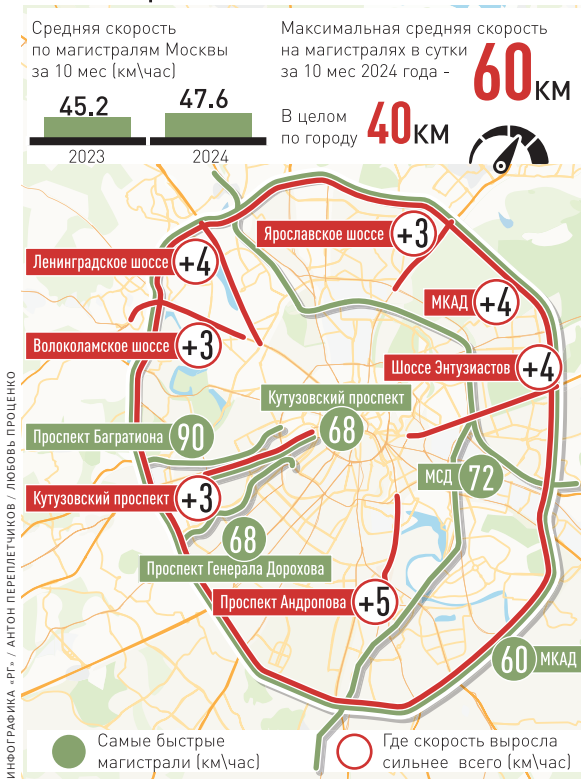 Средняя скорость
по магистралям Москвы
за 10 мес (км\час)
45.2
47.6
2023
2024
Максимальная средняя скорость
на магистралях в сутки
за 10 мес 2024 года -
60км
В целом
по городу
40км
Ярославское шоссе
+3
Ленинградское шоссе
+4
МКАД
+4
Волоколамское шоссе
+3
Шоссе Энтузиастов
+4
Кутузовский проспект
68
Проспект Багратиона
90
МСД
72
Кутузовский проспект
+3
68
Проспект Генерала Дорохова
Проспект Андропова
+5
60
МКАД
Самые быстрые
магистрали (км\час)
Где скорость выросла
сильнее всего (км\час)
ИНФОГРАФИКА «РГ» / АНТОН ПЕРЕПЛЕТЧИКОВ / ЛЮБОВЬ ПРОЦЕНКО